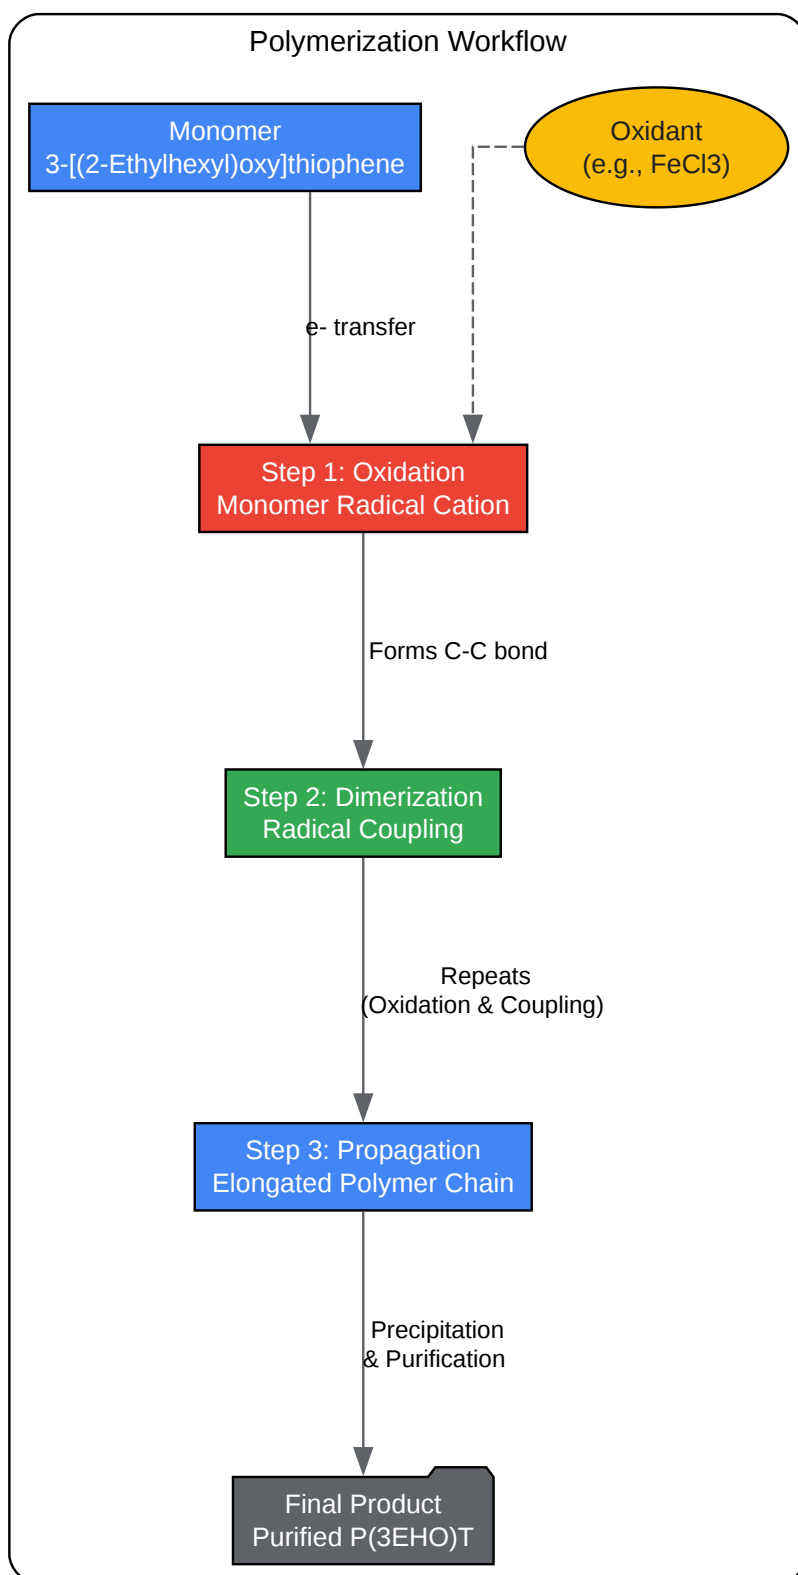 Polymerization Workflow
Monomer
3-[(2-Ethylhexyl)oxy]thiophene
Oxidant
(e.g., FeCl3)
e- transfer
Step 1: Oxidation
Monomer Radical Cation
Forms C-C bond
Step 2: Dimerization
Radical Coupling
Repeats
(Oxidation & Coupling)
Step 3: Propagation
Elongated Polymer Chain
Precipitation
& Purification
Final Product
Purified P(3EHO)T